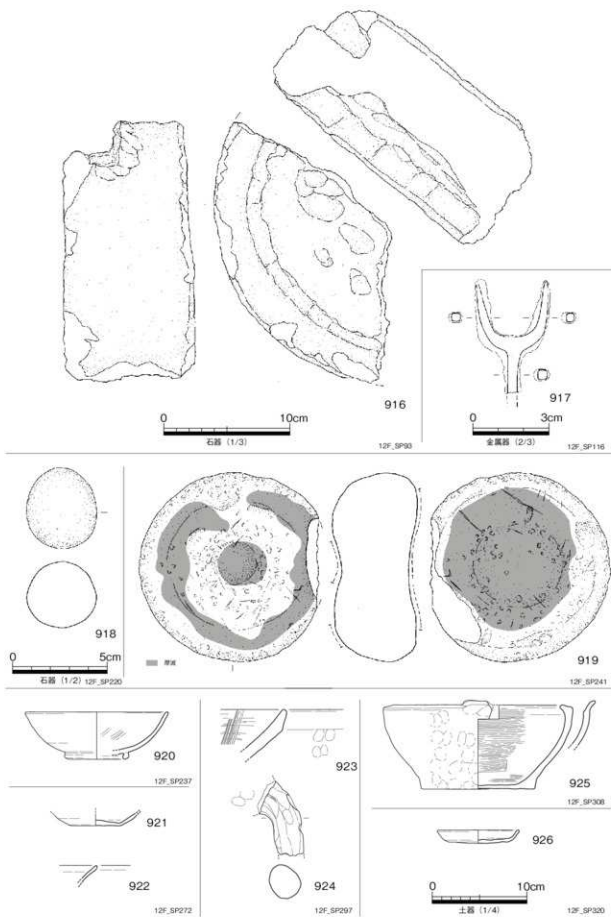 916
0 10cm
石器 (1/3)
12F_SP93
917
0 3cm
金属器 (2/3)
12F_SP116
918
0 5cm
石器 (1/2)
12F_SP220
摩滅
919
12F_SP241
920
12F_SP237
921
922
12F_SP272
923
924
12F_SP297
925
12F_SP308
926
0 10cm
土器 (1/4)
12F_SP320